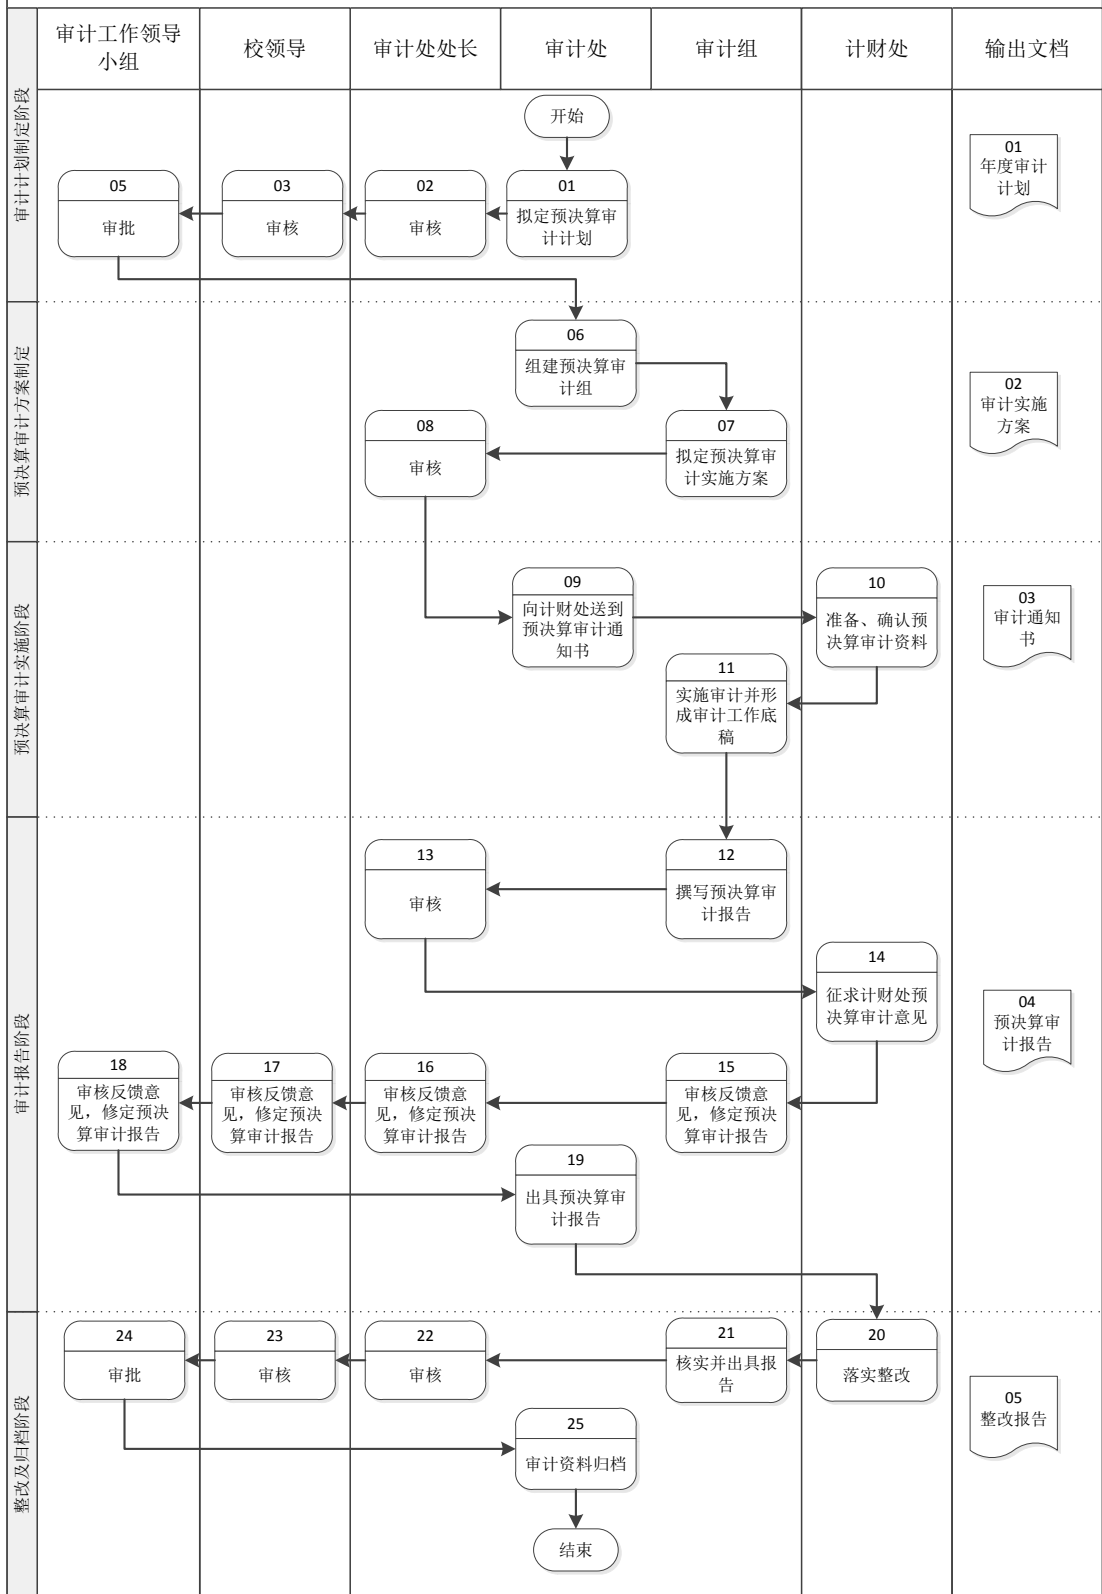 审计工作领导
小组
校领导
审计处处长
审计处
审计组
计财处
输出文档
审计计划制定阶段
开始
01
拟定预决算审
计计划
02
审核
03
审核
05
审批
01
年度审计
计划
预决算审计方案制定
06
组建预决算审
计组
07
拟定预决算审
计实施方案
08
审核
02
审计实施
方案
预决算审计实施阶段
09
向计财处送到
预决算审计通
知书
10
准备、确认预
决算审计资料
11
实施审计并形
成审计工作底
稿
03
审计通知
书
审计报告阶段
12
撰写预决算审
计报告
13
审核
14
征求计财处预
决算审计意见
15
审核反馈意
见，修定预决
算审计报告
16
审核反馈意
见，修定预决
算审计报告
17
审核反馈意
见，修定预决
算审计报告
18
审核反馈意
见，修定预决
算审计报告
19
出具预决算审
计报告
04
预决算审
计报告
整改及归档阶段
20
落实整改
21
核实并出具报
告
22
审核
23
审核
24
审批
25
审计资料归档
结束
05
整改报告